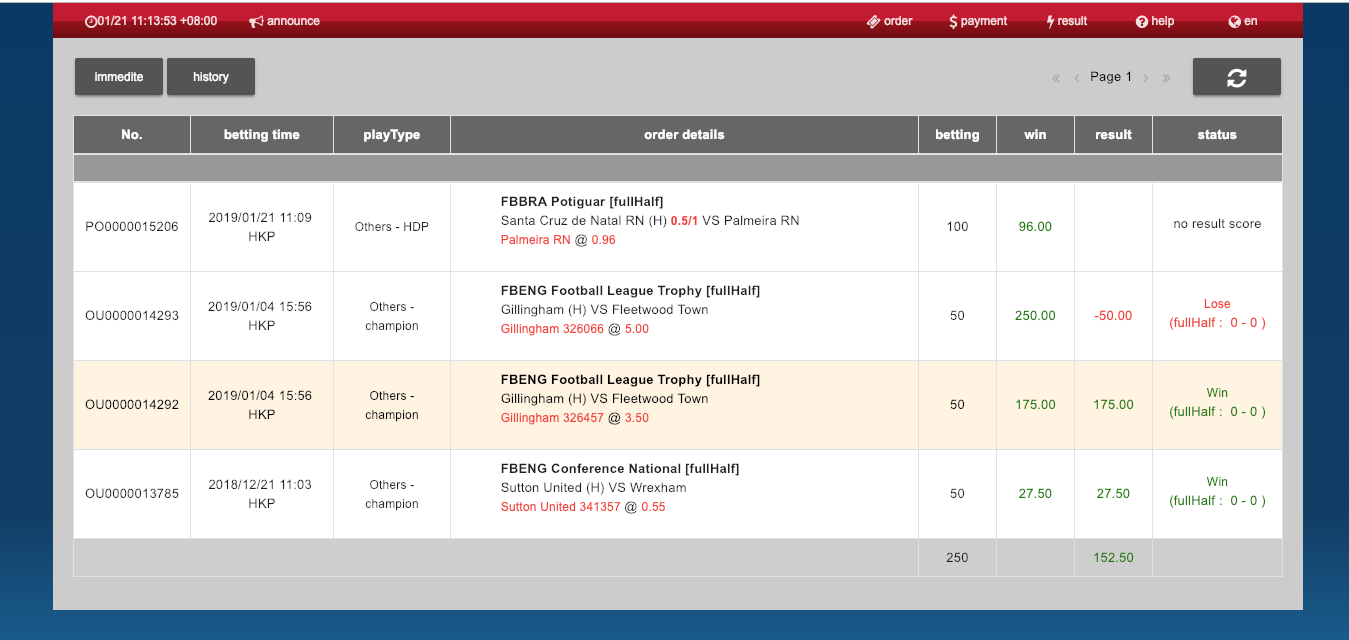 01/21 11:13:53 +08:00 announce order payment result help en
immedite history « ‹ Page 1 › »
No. betting time playType order details betting win result status
PO0000015206
2019/01/21 11:09
HKP
Others - HDP
FBBRA Potiguar [fullHalf]
Santa Cruz de Natal RN (H) 0.5/1 VS Palmeira RN
Palmeira RN @ 0.96
100
96.00
no result score
OU0000014293
2019/01/04 15:56
HKP
Others -
champion
FBENG Football League Trophy [fullHalf]
Gillingham (H) VS Fleetwood Town
Gillingham 326066 @ 5.00
50
250.00
-50.00
Lose
(fullHalf : 0 - 0 )
OU0000014292
2019/01/04 15:56
HKP
Others -
champion
FBENG Football League Trophy [fullHalf]
Gillingham (H) VS Fleetwood Town
Gillingham 326457 @ 3.50
50
175.00
175.00
Win
(fullHalf : 0 - 0 )
OU0000013785
2018/12/21 11:03
HKP
Others -
champion
FBENG Conference National [fullHalf]
Sutton United (H) VS Wrexham
Sutton United 341357 @ 0.55
50
27.50
27.50
Win
(fullHalf : 0 - 0 )
250 152.50